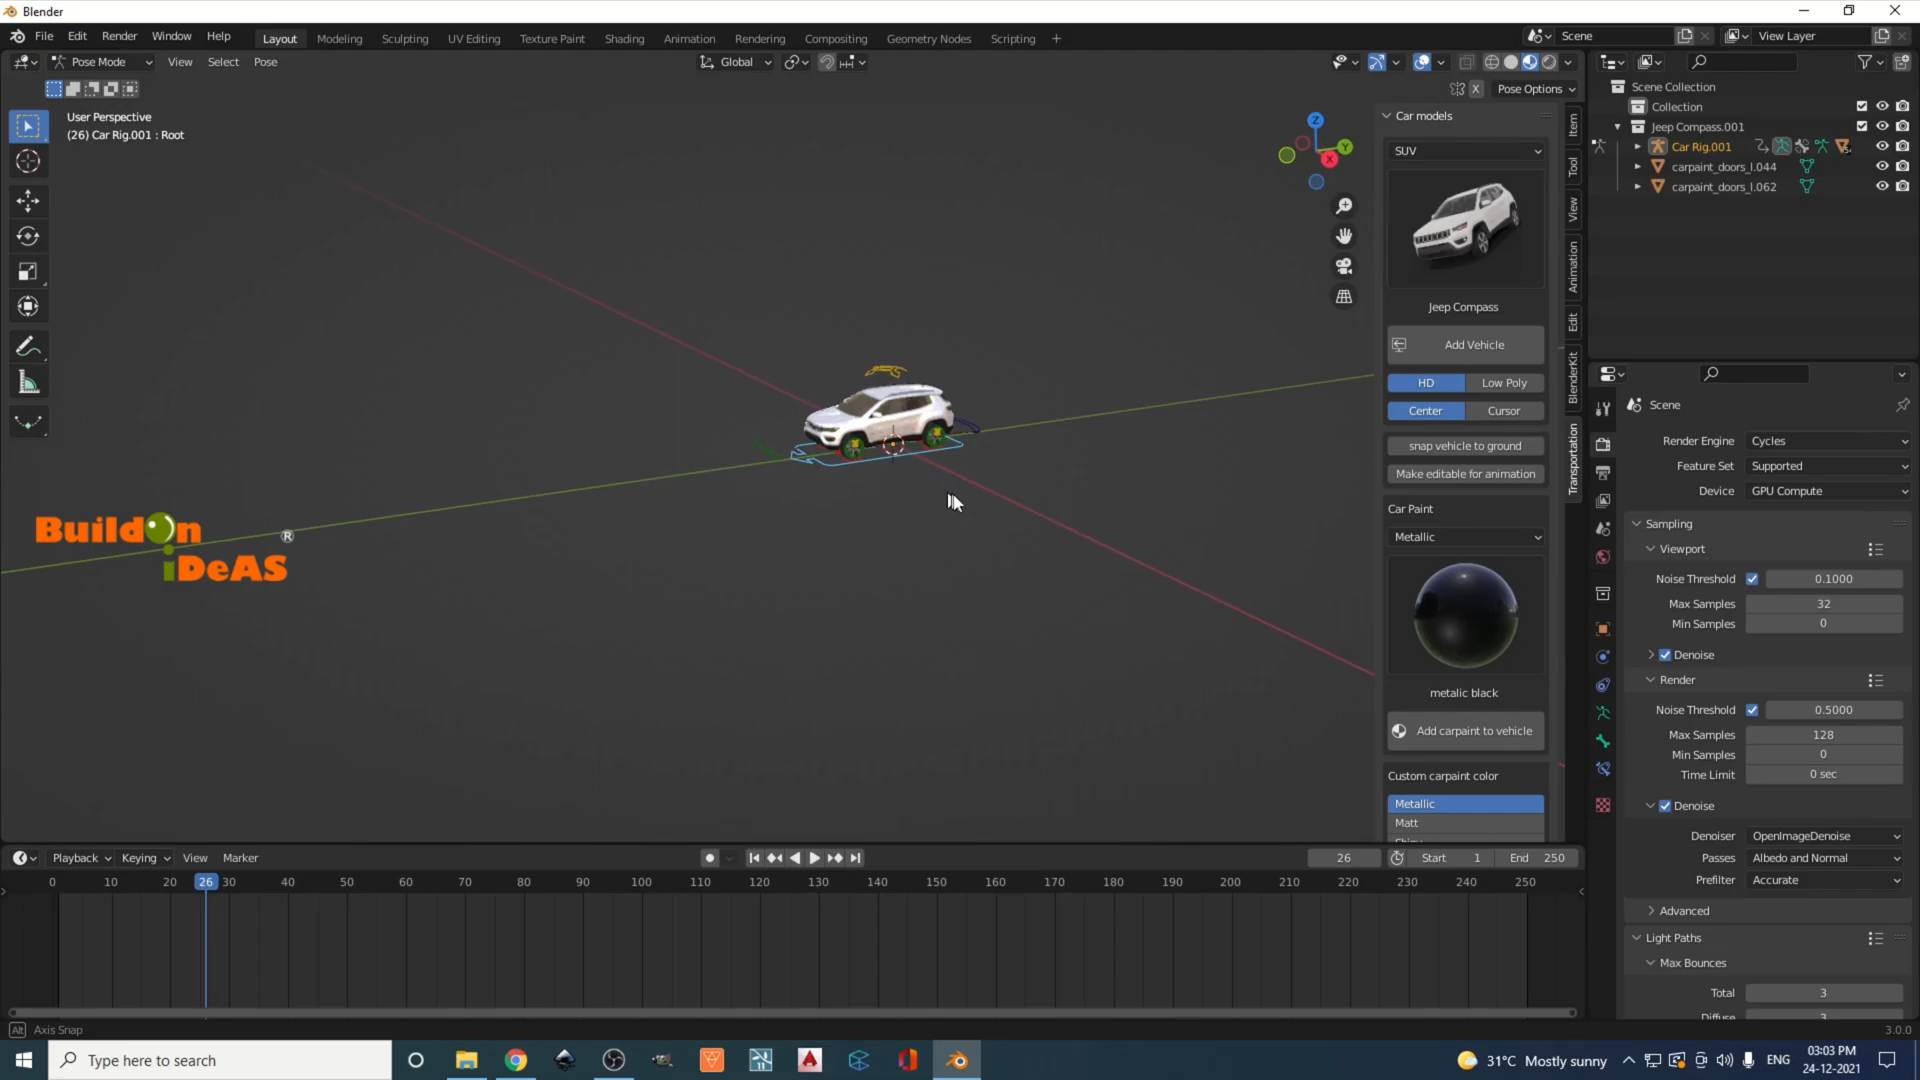 Blender
File Edit Render Window Help
Layout Modeling Sculpting UV Editing Texture Paint Shading Animation Rendering Compositing Geometry Nodes Scripting +
Scene
View Layer
Pose Mode View Select Pose
Global
X Pose Options
User Perspective
(26) Car Rig.001 : Root
Z
Y
X
BuildOn
iDeAS ®
Car models
SUV
Jeep Compass
Add Vehicle
HD Low Poly
Center Cursor
snap vehicle to ground
Make editable for animation
Car Paint
Metallic
metalic black
Add carpaint to vehicle
Custom carpaint color
Metallic
Matt
Item
Tool
View
Animation
Edit
BlenderKit
Transportation
Scene Collection
Collection
Jeep Compass.001
Car Rig.001
carpaint_doors_l.044
carpaint_doors_l.062
Scene
Render Engine Cycles
Feature Set Supported
Device GPU Compute
Sampling
Viewport
Noise Threshold 0.1000
Max Samples 32
Min Samples 0
Denoise
Render
Noise Threshold 0.5000
Max Samples 128
Min Samples 0
Time Limit 0 sec
Denoise
Denoiser OpenImageDenoise
Passes Albedo and Normal
Prefilter Accurate
Advanced
Light Paths
Max Bounces
Total 3
Diffuse 3
Playback Keying View Marker
26 Start 1 End 250
0 10 20 26 30 40 50 60 70 80 90 100 110 120 130 140 150 160 170 180 190 200 210 220 230 240 250
Alt Axis Snap
3.0.0
Type here to search
31°C Mostly sunny
ENG
03:03 PM
24-12-2021